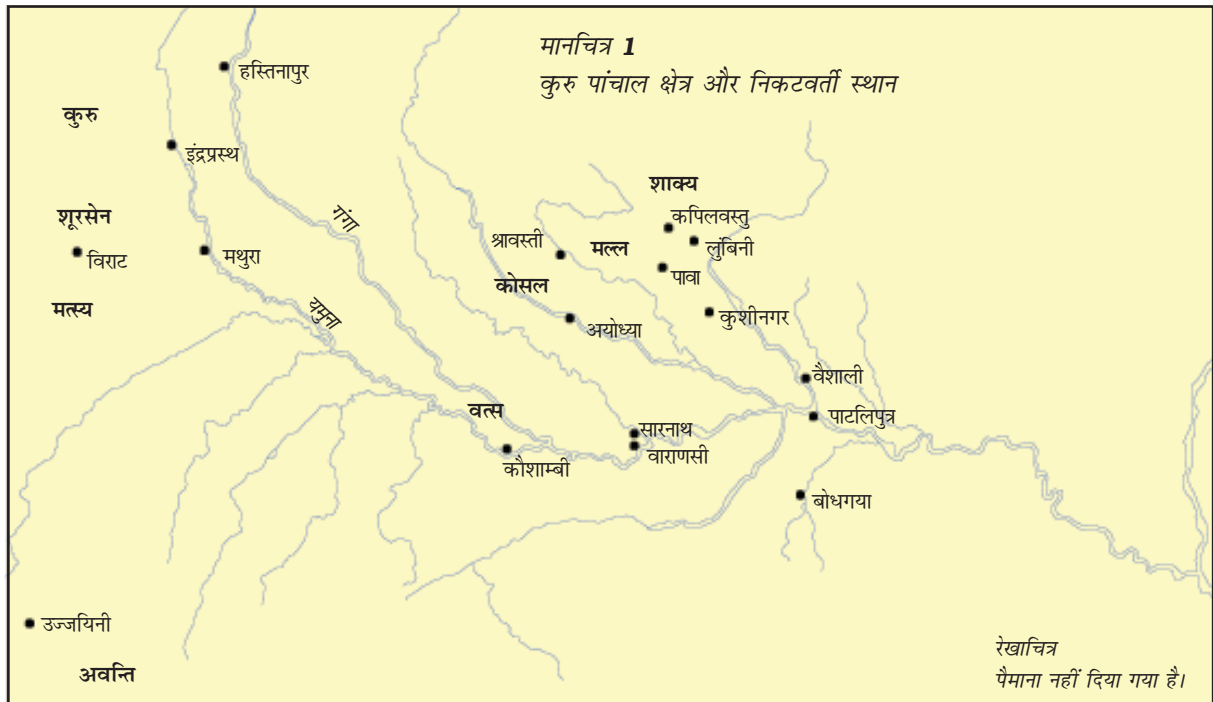 मानचित्र 1
कुरु पांचाल क्षेत्र और निकटवर्ती स्थान
हस्तिनापुर
कुरु
इंद्रप्रस्थ
शाक्य
शूरसेन
गंगा
कपिलवस्तु
श्रावस्ती
मल्ल
लुंबिनी
विराट
मथुरा
पावा
कोसल
मत्स्य
यमुना
अयोध्या
कुशीनगर
वैशाली
वत्स
पाटलिपुत्र
सारनाथ
वाराणसी
कौशाम्बी
बोधगया
उज्जयिनी
अवन्ति
रेखाचित्र
पैमाना नहीं दिया गया है।